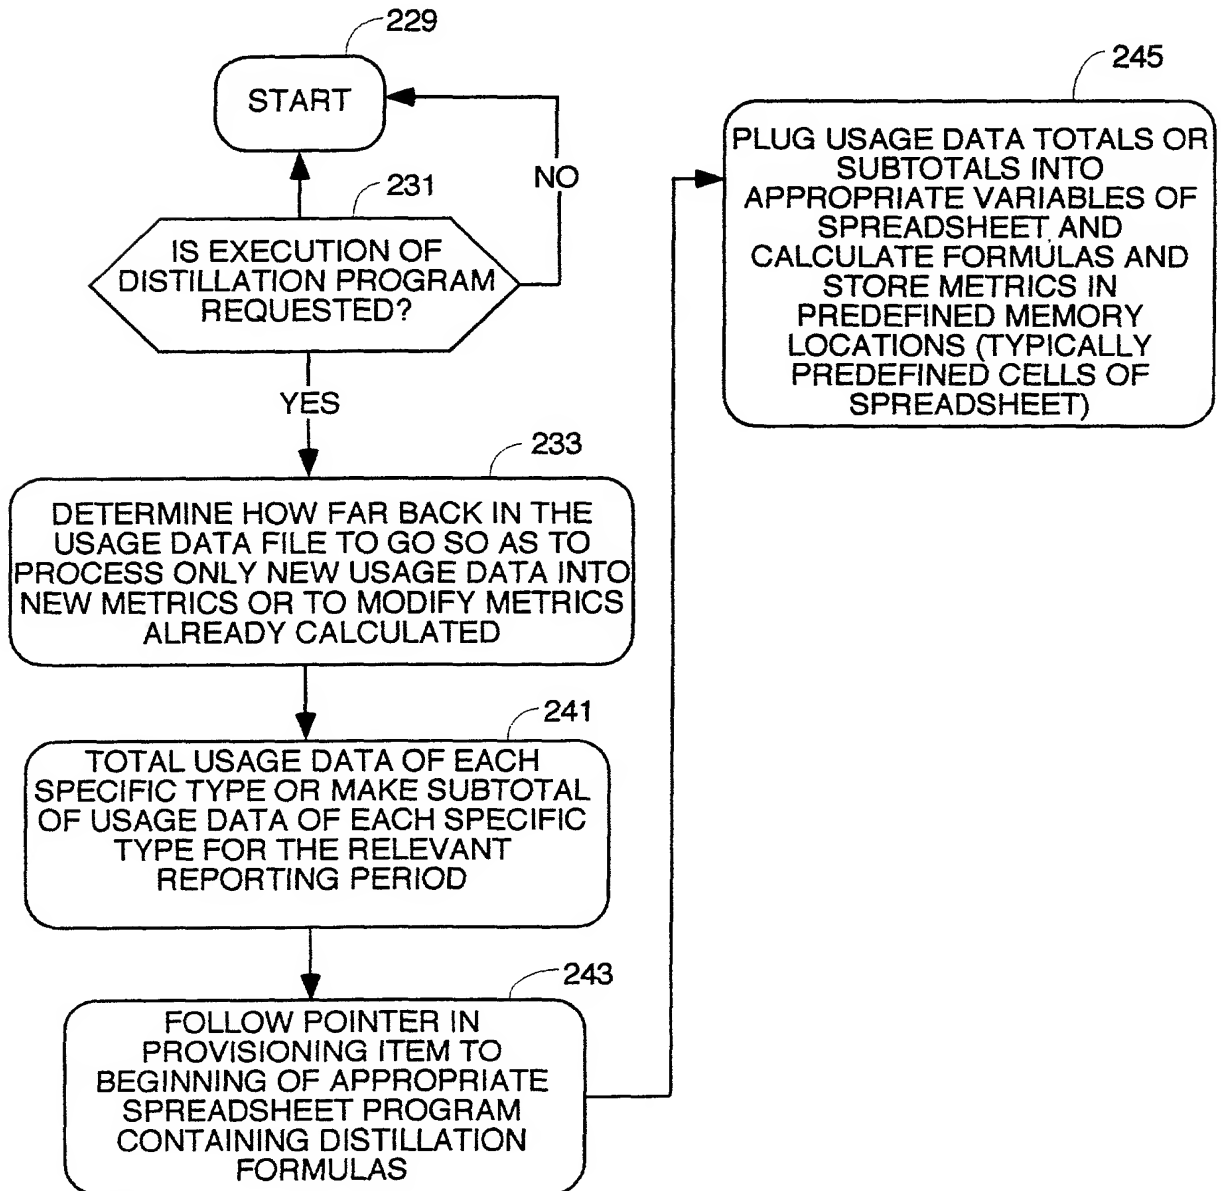 229
START
NO
231
IS EXECUTION OF
DISTILLATION PROGRAM
REQUESTED?
YES
233
DETERMINE HOW FAR BACK IN THE
USAGE DATA FILE TO GO SO AS TO
PROCESS ONLY NEW USAGE DATA INTO
NEW METRICS OR TO MODIFY METRICS
ALREADY CALCULATED
241
TOTAL USAGE DATA OF EACH
SPECIFIC TYPE OR MAKE SUBTOTAL
OF USAGE DATA OF EACH SPECIFIC
TYPE FOR THE RELEVANT
REPORTING PERIOD
243
FOLLOW POINTER IN
PROVISIONING ITEM TO
BEGINNING OF APPROPRIATE
SPREADSHEET PROGRAM
CONTAINING DISTILLATION
FORMULAS
245
PLUG USAGE DATA TOTALS OR
SUBTOTALS INTO
APPROPRIATE VARIABLES OF
SPREADSHEET AND
CALCULATE FORMULAS AND
STORE METRICS IN
PREDEFINED MEMORY
LOCATIONS (TYPICALLY
PREDEFINED CELLS OF
SPREADSHEET)